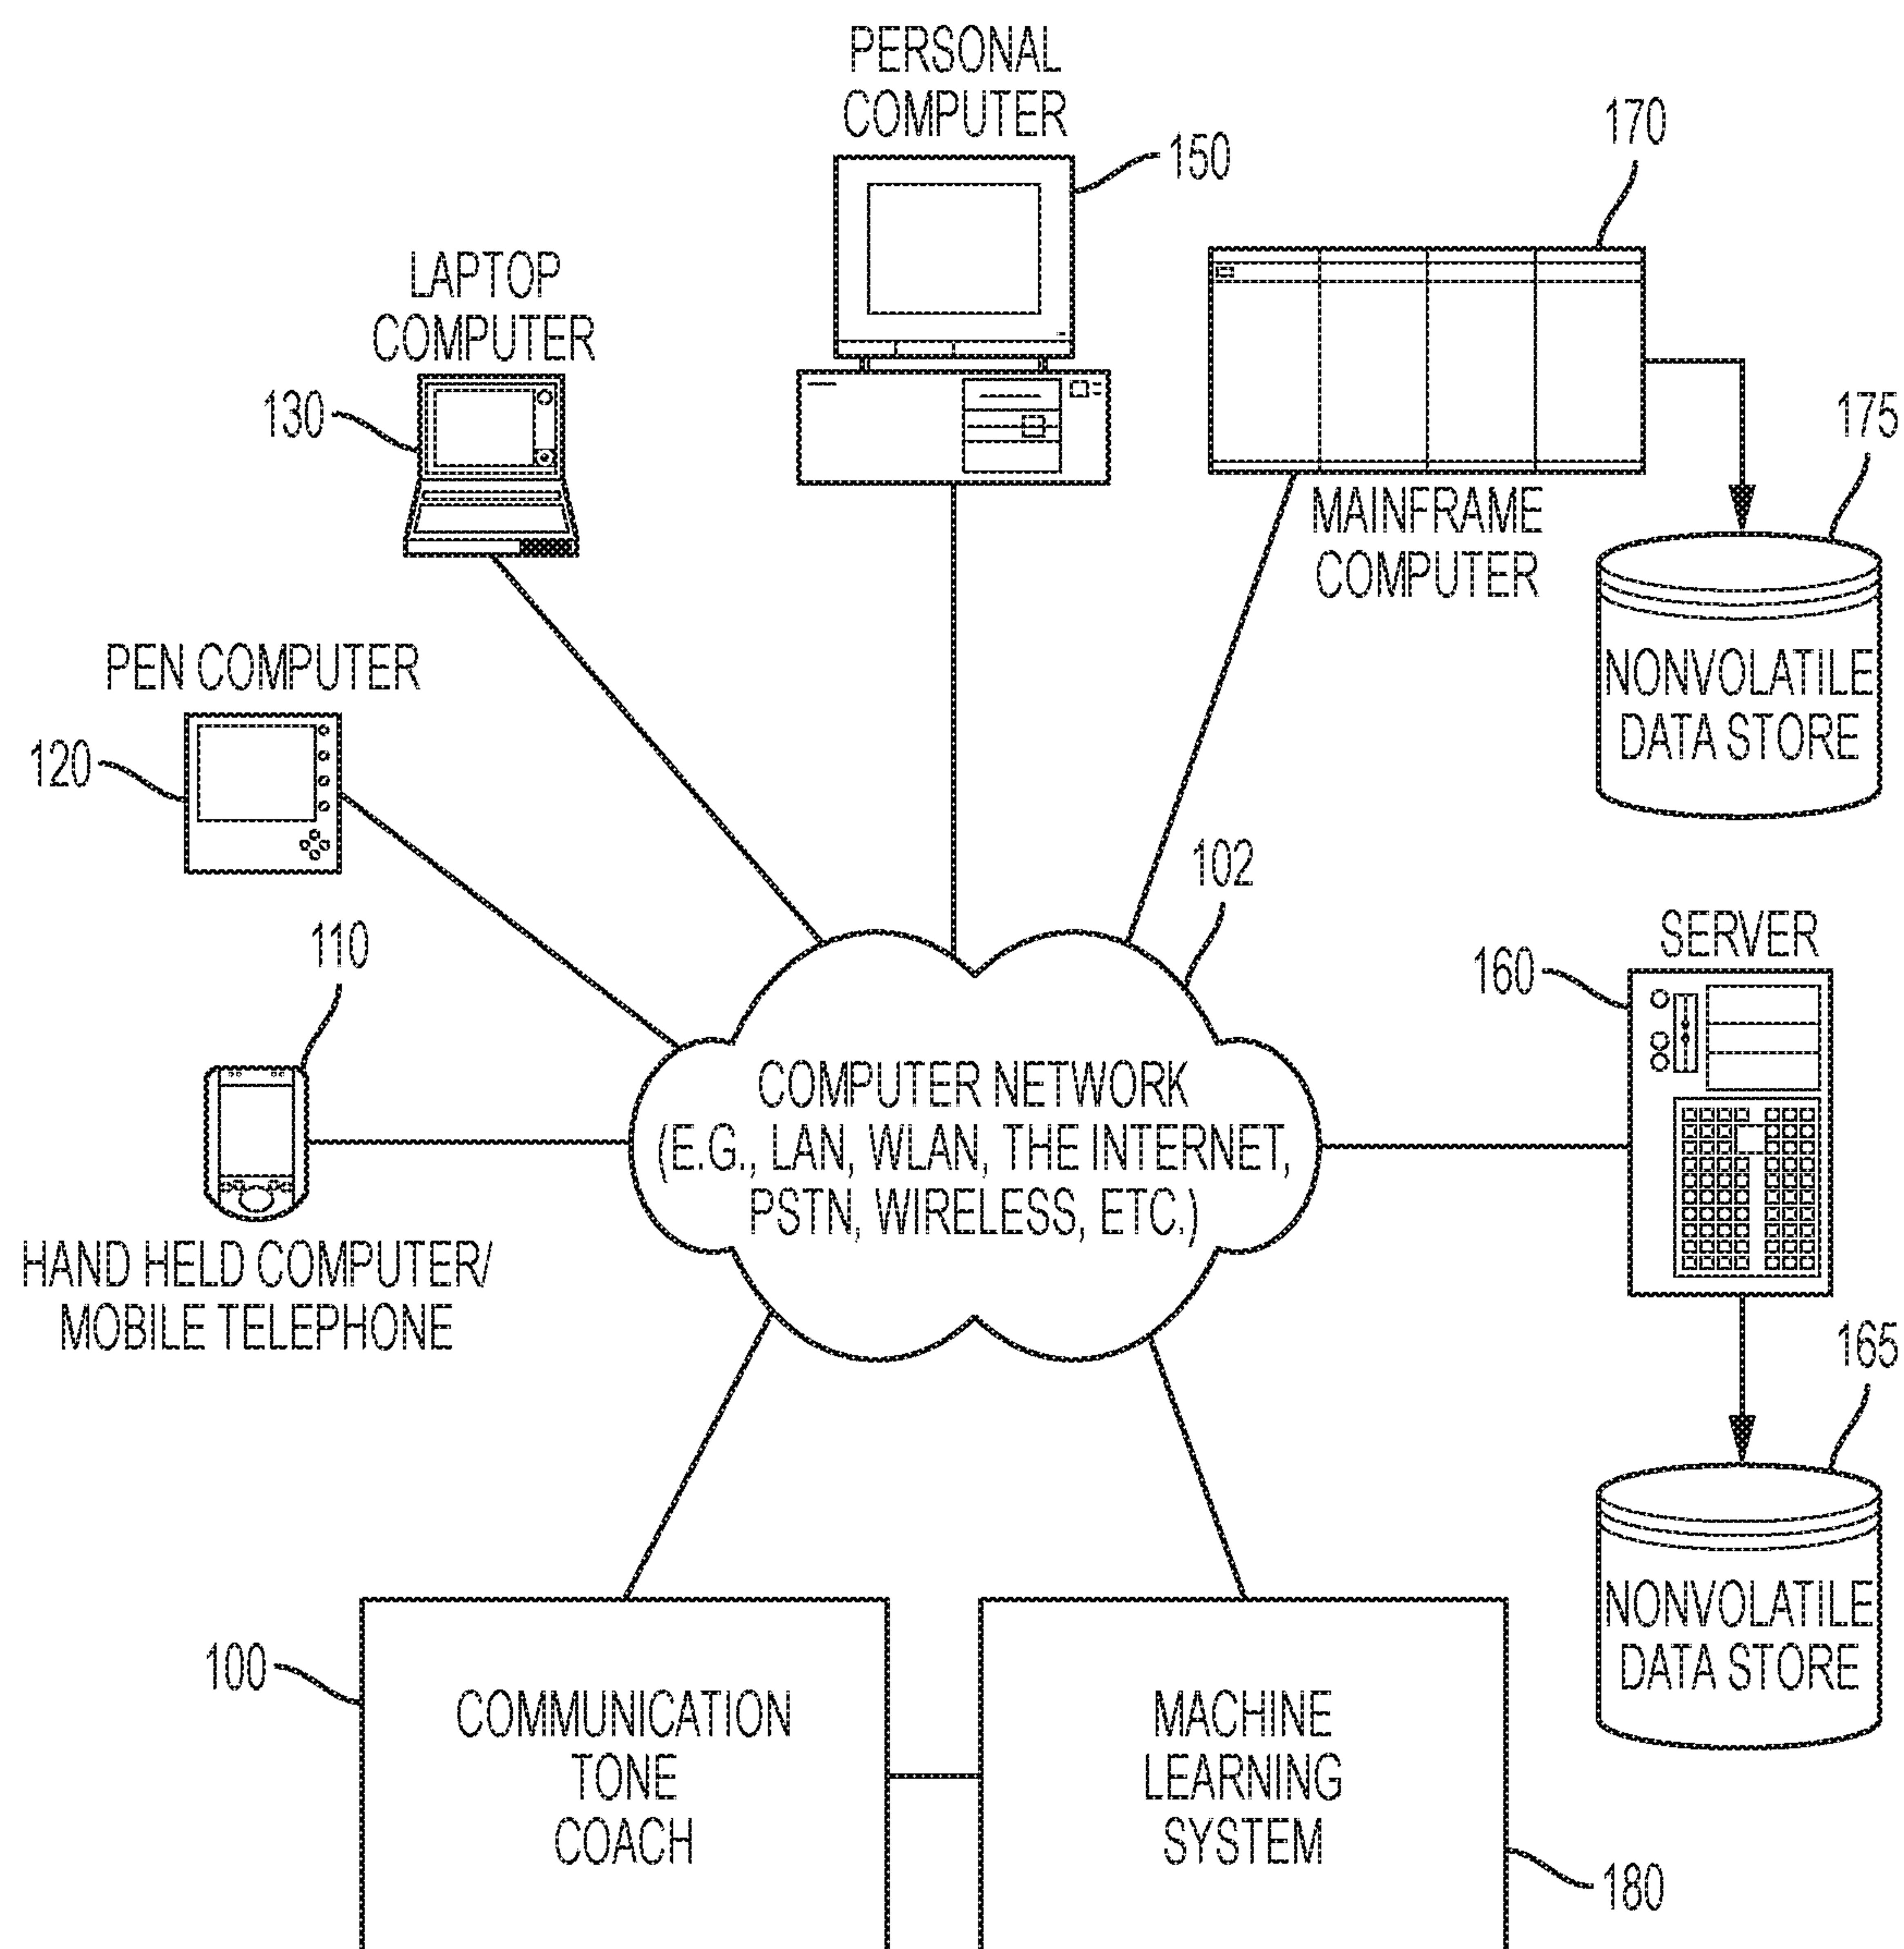 PERSONAL
COMPUTER
150
170
LAPTOP
COMPUTER
130
MAINFRAME
COMPUTER
175
NONVOLATILE
DATA STORE
PEN COMPUTER
120
102
110
SERVER
160
COMPUTER NETWORK
(E.G., LAN, WLAN, THE INTERNET,
PSTN, WIRELESS, ETC.)
HAND HELD COMPUTER/
MOBILE TELEPHONE
165
NONVOLATILE
DATA STORE
100
COMMUNICATION
TONE
COACH
MACHINE
LEARNING
SYSTEM
180